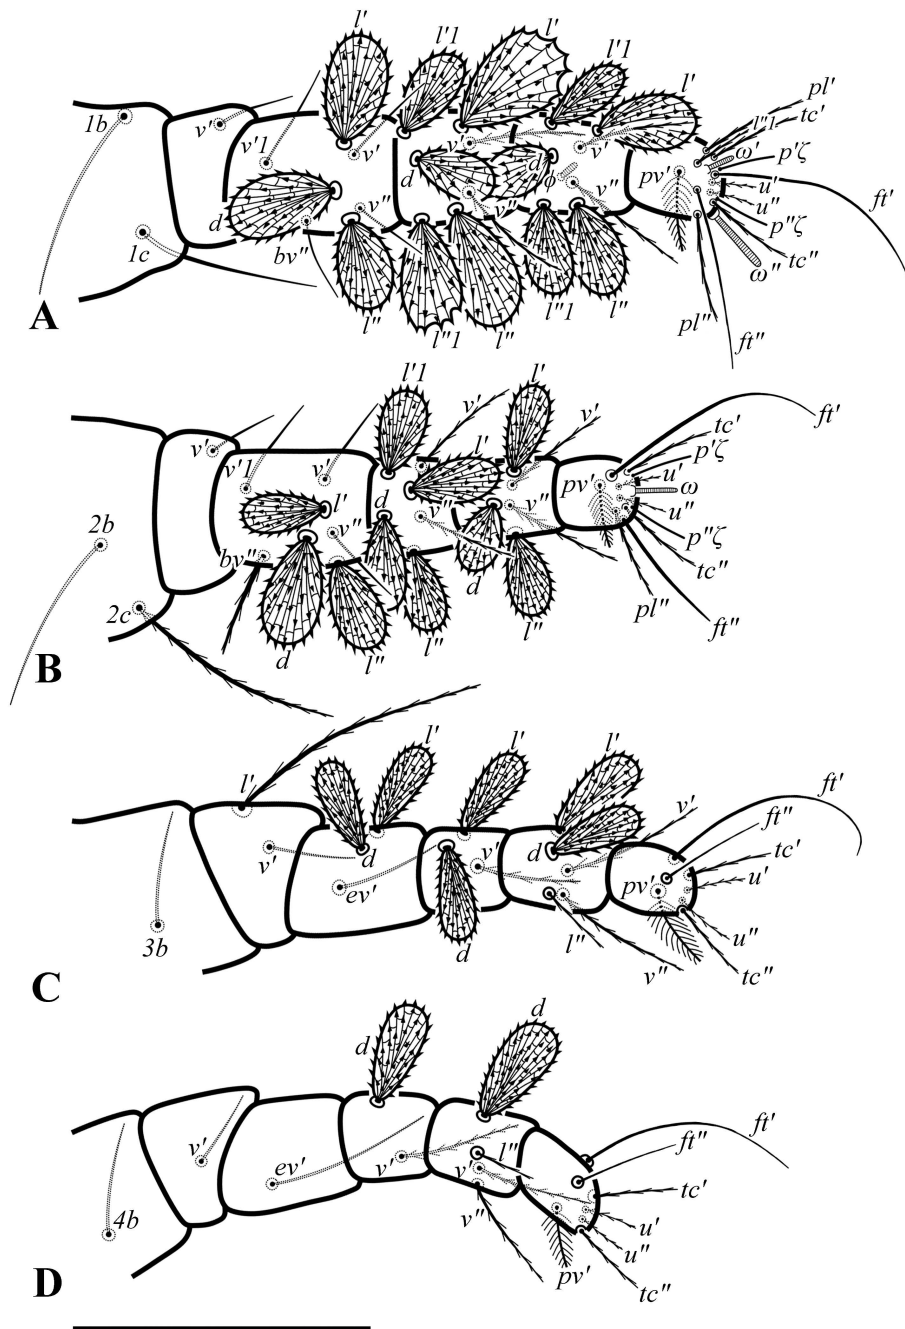 l' l'1 l' l'1 l'
1b v' v'1 v' v' pl' l"1 tc' ω' p'ζ
d d' ϕ pv' u' ft'
v" v" v" u" p"ζ
1c d bv" ω" tc"
A l" l"1 l" l"1 l" pl" ft"
l'1 v' l' v' ft'
v' v'1 v' l' tc' p'ζ
l' d v" v" pv' u' ω
2b v" u" p"ζ
bv" d tc"
2c d l" l" l" pl" ft"
B
l' l' l' l' ft'
v' d d v' ft" tc'
ev' v' pv' u'
3b d l" v" u" tc"
C
d d
v' ft" ft'
ev' v' l" v' tc'
4b v" u' u"
D pv' tc"